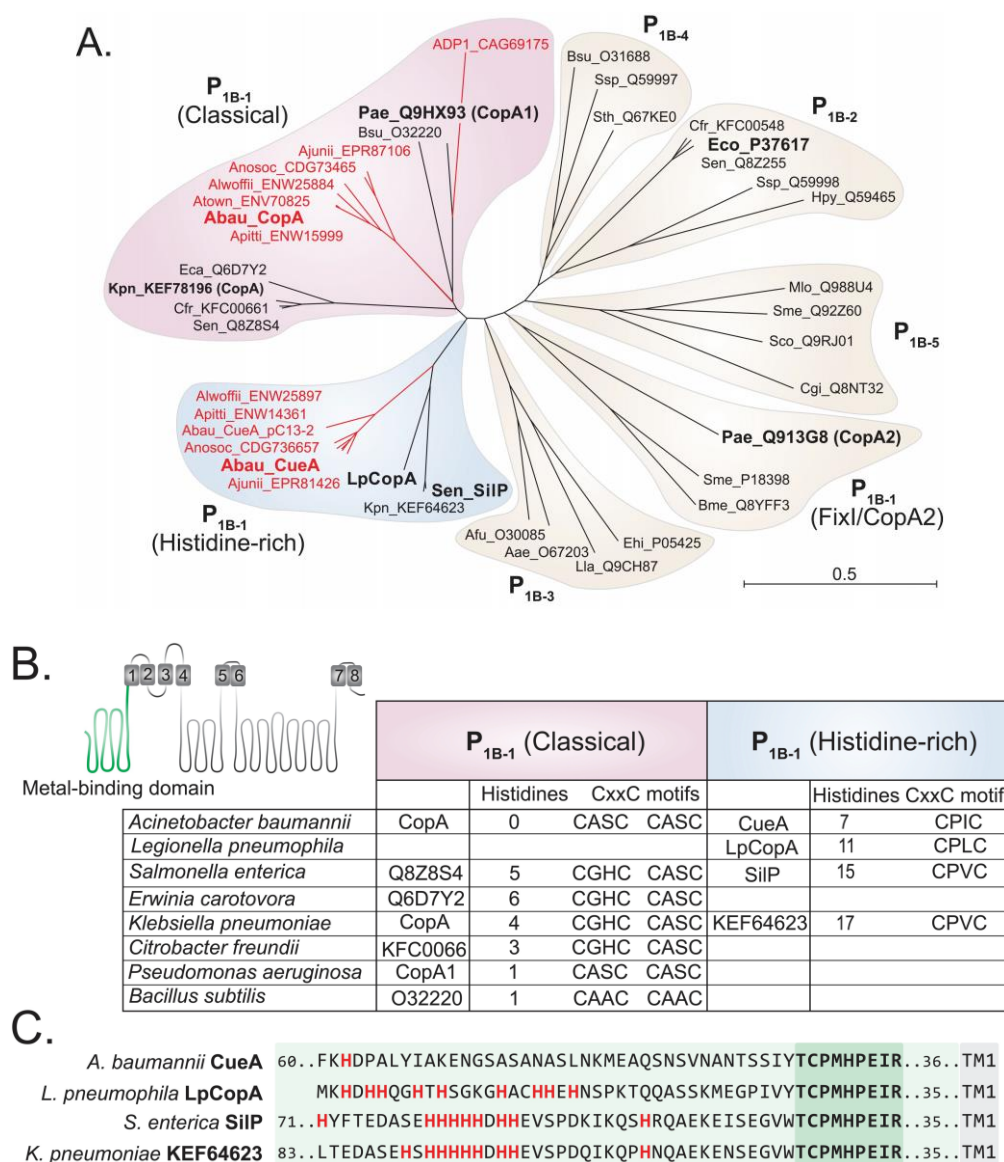 A.
P1B-1
(Classical)
ADP1_CAG69175
Pae_Q9HX93 (CopA1)
Bsu_O32220
Ajunii_EPR87106
Anosoc_CDG73465
Alwoffii_ENW25884
Atown_ENV70825
Abau_CopA
Apitti_ENW15999
Eca_Q6D7Y2
Kpn_KEF78196 (CopA)
Cfr_KFC00661
Sen_Q8Z8S4
P1B-4
Bsu_O31688
Ssp_Q59997
Sth_Q67KE0
P1B-2
Cfr_KFC00548
Eco_P37617
Sen_Q8Z255
Ssp_Q59998
Hpy_Q59465
Mlo_Q988U4
Sme_Q92Z60
Sco_Q9RJ01
Cgi_Q8NT32
P1B-5
Pae_Q913G8 (CopA2)
Sme_P18398
Bme_Q8YFF3
P1B-1
(FixI/CopA2)
Alwoffii_ENW25897
Apitti_ENW14361
Abau_CueA_pC13-2
Anosoc_CDG736657
Abau_CueA
Ajunii_EPR81426
LpCopA
Sen_SilP
Kpn_KEF64623
P1B-1
(Histidine-rich)
Afu_O30085
Aae_O67203
Lla_Q9CH87
Ehi_P05425
P1B-3
0.5
B.
1 2 3 4 5 6 7 8
Metal-binding domain
P1B-1 (Classical) P1B-1 (Histidine-rich)
Histidines CxxC motifs Histidines CxxC motif
Acinetobacter baumannii CopA 0 CASC CASC CueA 7 CPIC
Legionella pneumophila LpCopA 11 CPLC
Salmonella enterica Q8Z8S4 5 CGHC CASC SilP 15 CPVC
Erwinia carotovora Q6D7Y2 6 CGHC CASC
Klebsiella pneumoniae CopA 4 CGHC CASC KEF64623 17 CPVC
Citrobacter freundii KFC0066 3 CGHC CASC
Pseudomonas aeruginosa CopA1 1 CASC CASC
Bacillus subtilis O32220 1 CAAC CAAC
C.
A. baumannii CueA 60..FKHDPALYIAKENGSASANASLNKMEAQSNSVNANTSSIYTCPMHPEIR..36.. TM1
L. pneumophila LpCopA MKHDHHQGHTHSGKGHACHHEHNSPKTQQASSKMEGPIVYTCPMHPEIR..35.. TM1
S. enterica SilP 71..HYFTEDASEHHHHHDHHEVSPDKIKQSHRQAEKEISEGVWTCPMHPEIR..35.. TM1
K. pneumoniae KEF64623 83..LTEDASEHSHHHHDHHEVSPDQIKQPHNQAEKENSEGVWTCPMHPEIR..35.. TM1